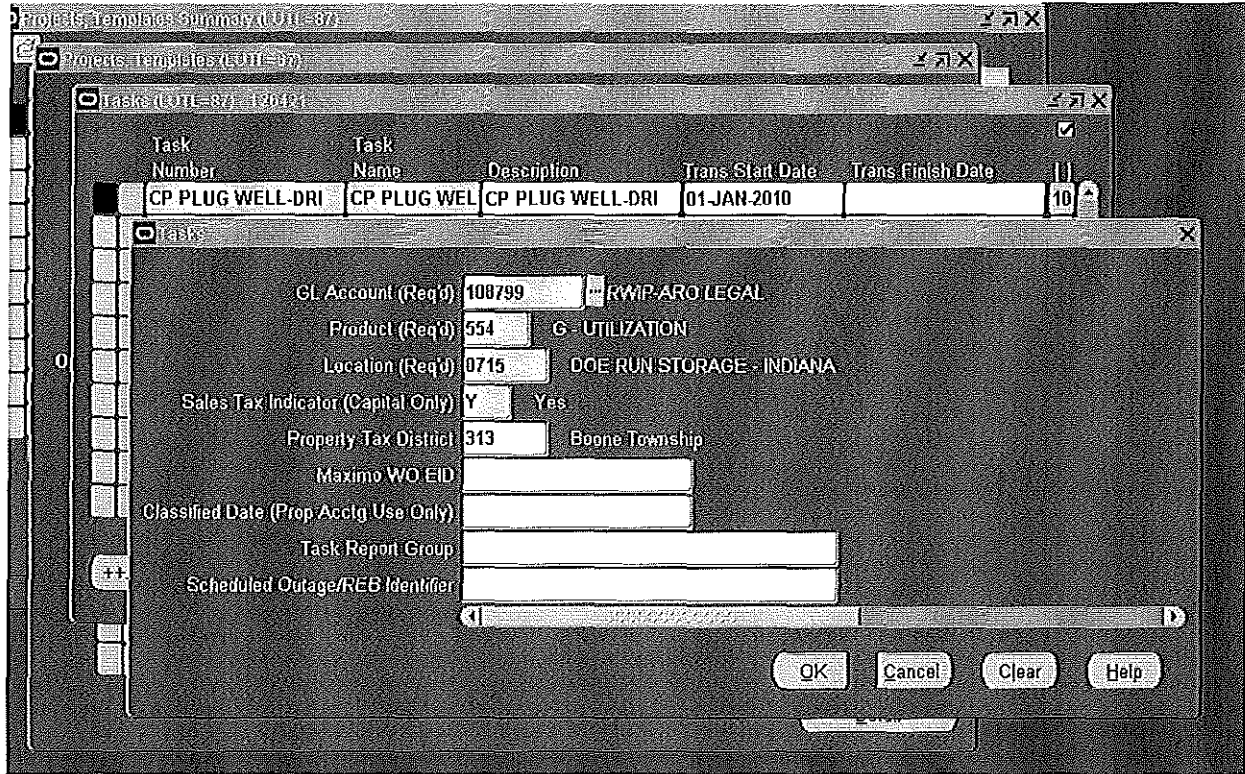 Projects, Templates Summary (LUTL=87)
Projects, Templates (LUTL=87)
Tasks (LUTL=87) - 126421
Task Number Task Name Description Trans Start Date Trans Finish Date [ ]
CP PLUG WELL-DRI CP PLUG WEL CP PLUG WELL-DRI 01-JAN-2010 10
Tasks
GL Account (Req'd) 108799 ... RWIP-ARO LEGAL
Product (Req'd) 554 G - UTILIZATION
Location (Req'd) 0715 DOE RUN STORAGE - INDIANA
Sales Tax Indicator (Capital Only) Y Yes
Property Tax District 313 Boone Township
Maximo WO EID
Classified Date (Prop Acctg Use Only)
Task Report Group
Scheduled Outage/REB Identifier
OK Cancel Clear Help